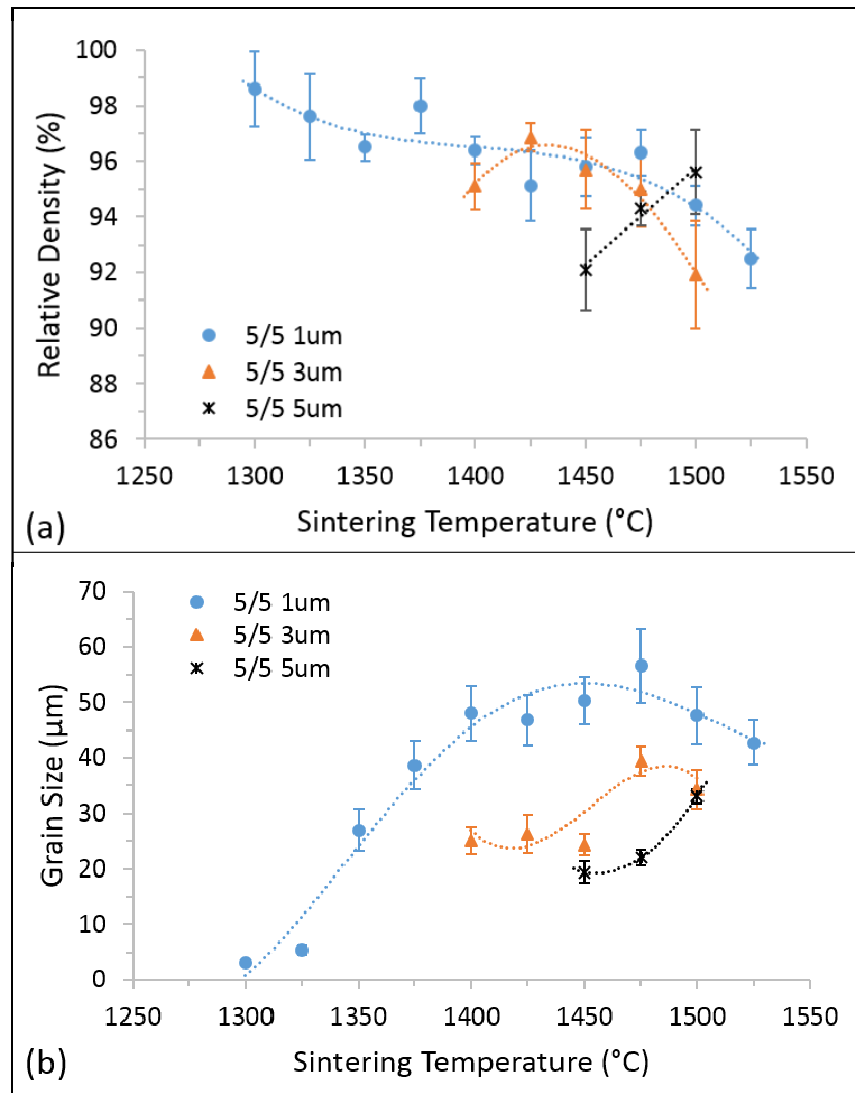 100
98
96
94
92
90
88
86
Relative Density (%)
5/5 1um
5/5 3um
5/5 5um
1250 1300 1350 1400 1450 1500 1550
Sintering Temperature (°C)
(a)
70
60
50
40
30
20
10
0
Grain Size (μm)
5/5 1um
5/5 3um
5/5 5um
1250 1300 1350 1400 1450 1500 1550
Sintering Temperature (°C)
(b)